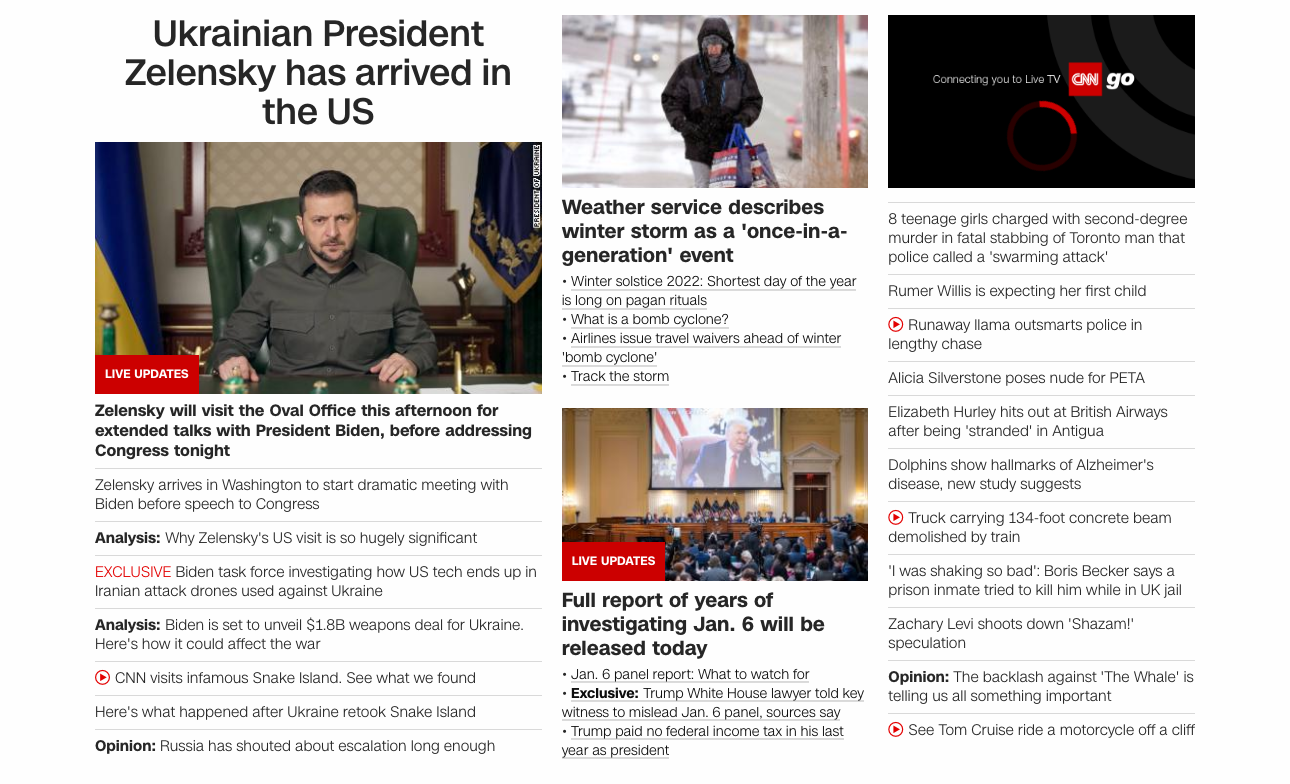 Ukrainian President
Zelensky has arrived in
the US
PRESIDENT OF UKRAINE
LIVE UPDATES
Zelensky will visit the Oval Office this afternoon for
extended talks with President Biden, before addressing
Congress tonight
Zelensky arrives in Washington to start dramatic meeting with
Biden before speech to Congress
Analysis: Why Zelensky's US visit is so hugely significant
EXCLUSIVE Biden task force investigating how US tech ends up in
Iranian attack drones used against Ukraine
Analysis: Biden is set to unveil $1.8B weapons deal for Ukraine.
Here's how it could affect the war
CNN visits infamous Snake Island. See what we found
Here's what happened after Ukraine retook Snake Island
Opinion: Russia has shouted about escalation long enough
Weather service describes
winter storm as a 'once-in-a-
generation' event
• Winter solstice 2022: Shortest day of the year
is long on pagan rituals
• What is a bomb cyclone?
• Airlines issue travel waivers ahead of winter
'bomb cyclone'
• Track the storm
LIVE UPDATES
Full report of years of
investigating Jan. 6 will be
released today
• Jan. 6 panel report: What to watch for
• Exclusive: Trump White House lawyer told key
witness to mislead Jan. 6 panel, sources say
• Trump paid no federal income tax in his last
year as president
Connecting you to Live TV CNN go
8 teenage girls charged with second-degree
murder in fatal stabbing of Toronto man that
police called a 'swarming attack'
Rumer Willis is expecting her first child
Runaway llama outsmarts police in
lengthy chase
Alicia Silverstone poses nude for PETA
Elizabeth Hurley hits out at British Airways
after being 'stranded' in Antigua
Dolphins show hallmarks of Alzheimer's
disease, new study suggests
Truck carrying 134-foot concrete beam
demolished by train
'I was shaking so bad': Boris Becker says a
prison inmate tried to kill him while in UK jail
Zachary Levi shoots down 'Shazam!'
speculation
Opinion: The backlash against 'The Whale' is
telling us all something important
See Tom Cruise ride a motorcycle off a cliff